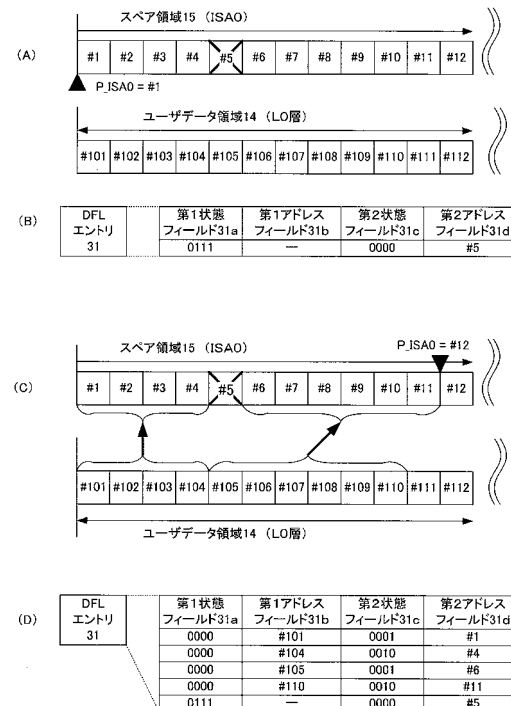 スペア領域15 (ISA0)
(A)
#1 #2 #3 #4 #5 #6 #7 #8 #9 #10 #11 #12
P_ISA0 = #1
ユーザデータ領域14 (L0層)
#101 #102 #103 #104 #105 #106 #107 #108 #109 #110 #111 #112
(B)
DFLエントリ31 第1状態フィールド31a 第1アドレスフィールド31b 第2状態フィールド31c 第2アドレスフィールド31d
0111 — 0000 #5
スペア領域15 (ISA0) P_ISA0 = #12
(C)
#1 #2 #3 #4 #5 #6 #7 #8 #9 #10 #11 #12
#101 #102 #103 #104 #105 #106 #107 #108 #109 #110 #111 #112
ユーザデータ領域14 (L0層)
(D)
DFLエントリ31 第1状態フィールド31a 第1アドレスフィールド31b 第2状態フィールド31c 第2アドレスフィールド31d
0000 #101 0001 #1
0000 #104 0010 #4
0000 #105 0001 #6
0000 #110 0010 #11
0111 — 0000 #5